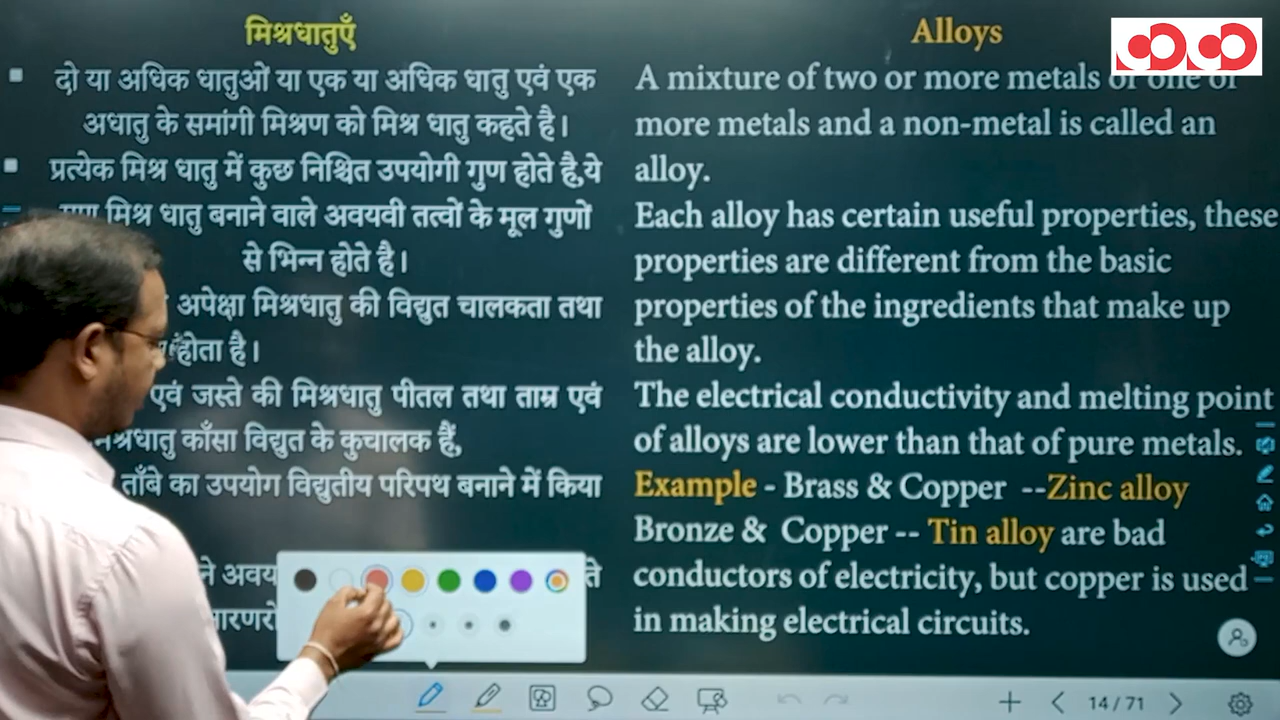 मिश्रधातुएँ
दो या अधिक धातुओं या एक या अधिक धातु एवं एक
अधातु के समांगी मिश्रण को मिश्र धातु कहते है।
प्रत्येक मिश्र धातु में कुछ निश्चित उपयोगी गुण होते है,ये
मिश्र धातु बनाने वाले अवयवी तत्वों के मूल गुणों
से भिन्न होते है।
अपेक्षा मिश्रधातु की विद्युत चालकता तथा
होता है।
एवं जस्ते की मिश्रधातु पीतल तथा ताम्र एवं
काँसा विद्युत के कुचालक हैं,
ताँबे का उपयोग विद्युतीय परिपथ बनाने में किया
Alloys
A mixture of two or more metals or one or
more metals and a non-metal is called an
alloy.
Each alloy has certain useful properties, these
properties are different from the basic
properties of the ingredients that make up
the alloy.
The electrical conductivity and melting point
of alloys are lower than that of pure metals.
Example - Brass & Copper --Zinc alloy
Bronze & Copper -- Tin alloy are bad
conductors of electricity, but copper is used
in making electrical circuits.
14 / 71